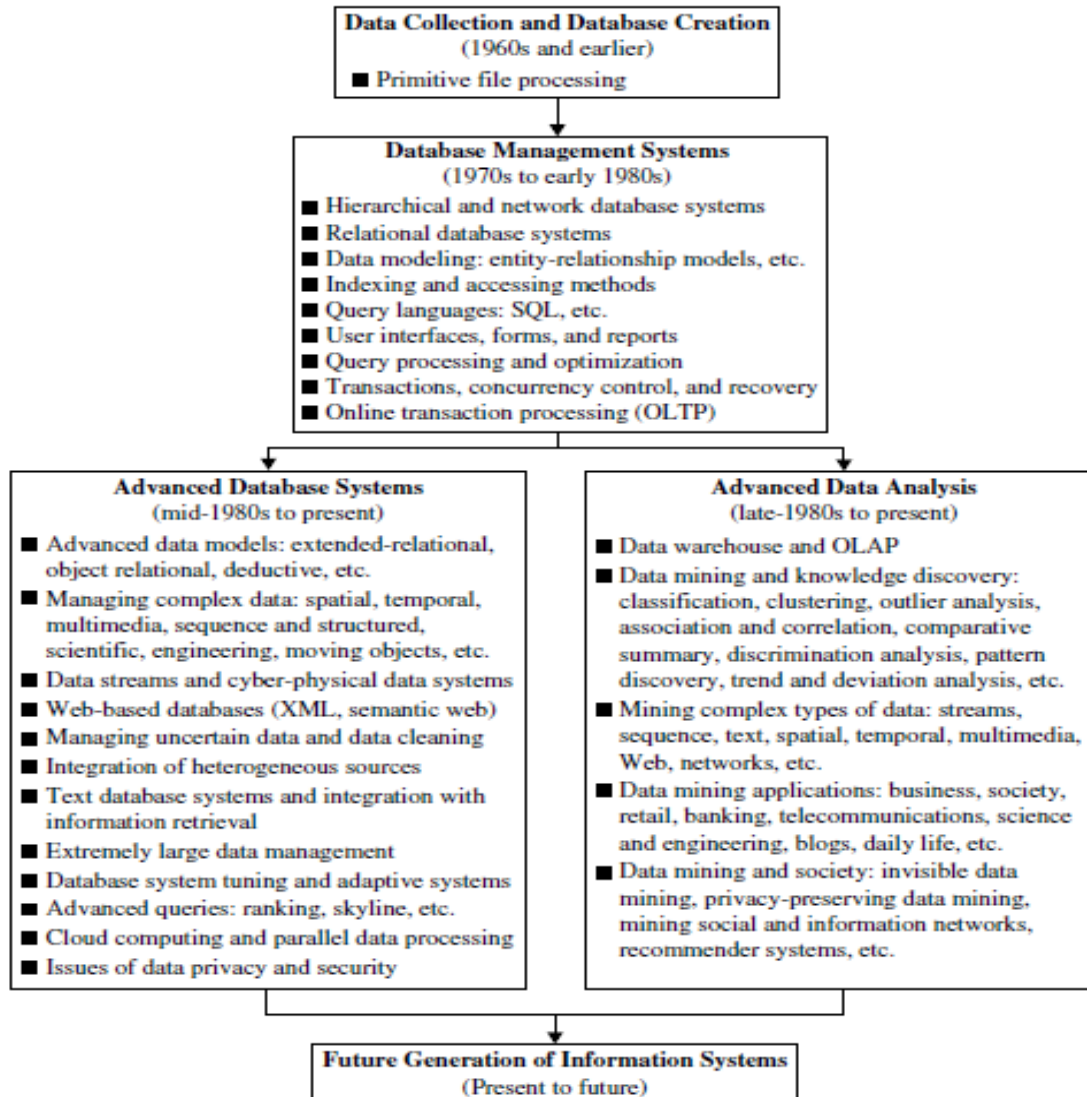 Data Collection and Database Creation
(1960s and earlier)
■ Primitive file processing
Database Management Systems
(1970s to early 1980s)
■ Hierarchical and network database systems
■ Relational database systems
■ Data modeling: entity-relationship models, etc.
■ Indexing and accessing methods
■ Query languages: SQL, etc.
■ User interfaces, forms, and reports
■ Query processing and optimization
■ Transactions, concurrency control, and recovery
■ Online transaction processing (OLTP)
Advanced Database Systems
(mid-1980s to present)
■ Advanced data models: extended-relational,
object relational, deductive, etc.
■ Managing complex data: spatial, temporal,
multimedia, sequence and structured,
scientific, engineering, moving objects, etc.
■ Data streams and cyber-physical data systems
■ Web-based databases (XML, semantic web)
■ Managing uncertain data and data cleaning
■ Integration of heterogeneous sources
■ Text database systems and integration with
information retrieval
■ Extremely large data management
■ Database system tuning and adaptive systems
■ Advanced queries: ranking, skyline, etc.
■ Cloud computing and parallel data processing
■ Issues of data privacy and security
Advanced Data Analysis
(late-1980s to present)
■ Data warehouse and OLAP
■ Data mining and knowledge discovery:
classification, clustering, outlier analysis,
association and correlation, comparative
summary, discrimination analysis, pattern
discovery, trend and deviation analysis, etc.
■ Mining complex types of data: streams,
sequence, text, spatial, temporal, multimedia,
Web, networks, etc.
■ Data mining applications: business, society,
retail, banking, telecommunications, science
and engineering, blogs, daily life, etc.
■ Data mining and society: invisible data
mining, privacy-preserving data mining,
mining social and information networks,
recommender systems, etc.
Future Generation of Information Systems
(Present to future)